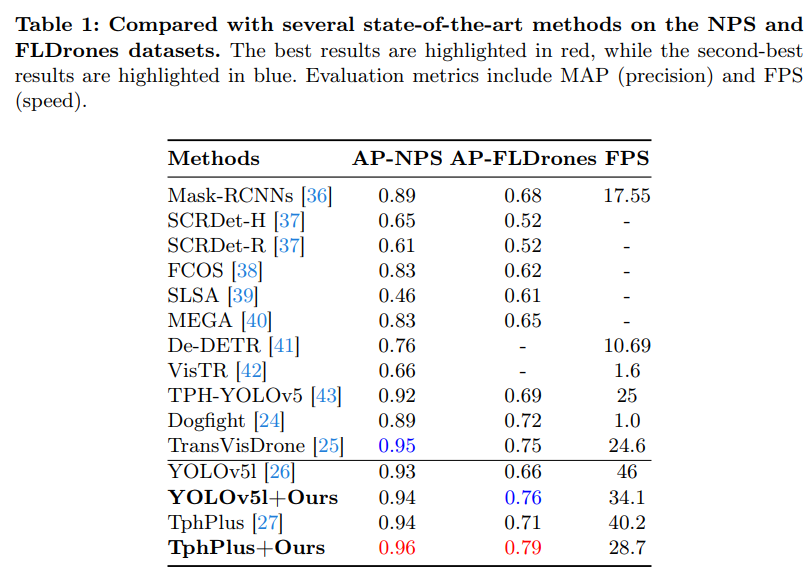 Table 1: Compared with several state-of-the-art methods on the NPS and
FLDrones datasets. The best results are highlighted in red, while the second-best
results are highlighted in blue. Evaluation metrics include MAP (precision) and FPS
(speed).
Methods AP-NPS AP-FLDrones FPS
Mask-RCNNs [36] 0.89 0.68 17.55
SCRDet-H [37] 0.65 0.52 -
SCRDet-R [37] 0.61 0.52 -
FCOS [38] 0.83 0.62 -
SLSA [39] 0.46 0.61 -
MEGA [40] 0.83 0.65 -
De-DETR [41] 0.76 - 10.69
VisTR [42] 0.66 - 1.6
TPH-YOLOv5 [43] 0.92 0.69 25
Dogfight [24] 0.89 0.72 1.0
TransVisDrone [25] 0.95 0.75 24.6
YOLOv5l [26] 0.93 0.66 46
YOLOv5l+Ours 0.94 0.76 34.1
TphPlus [27] 0.94 0.71 40.2
TphPlus+Ours 0.96 0.79 28.7